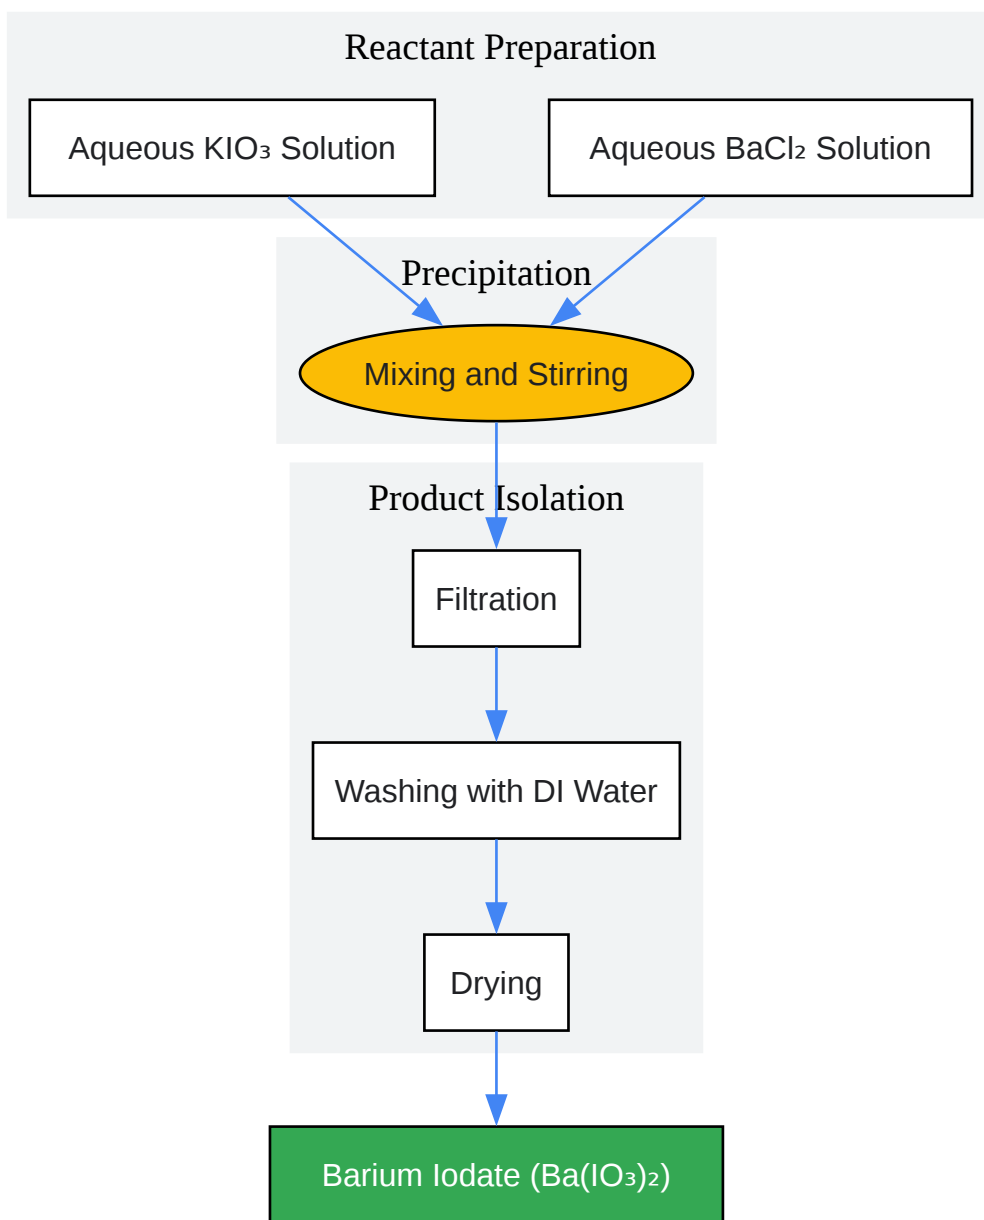 Reactant Preparation
Aqueous KIO₃ Solution
Aqueous BaCl₂ Solution
Precipitation
Mixing and Stirring
Product Isolation
Filtration
Washing with DI Water
Drying
Barium Iodate (Ba(IO₃)₂)